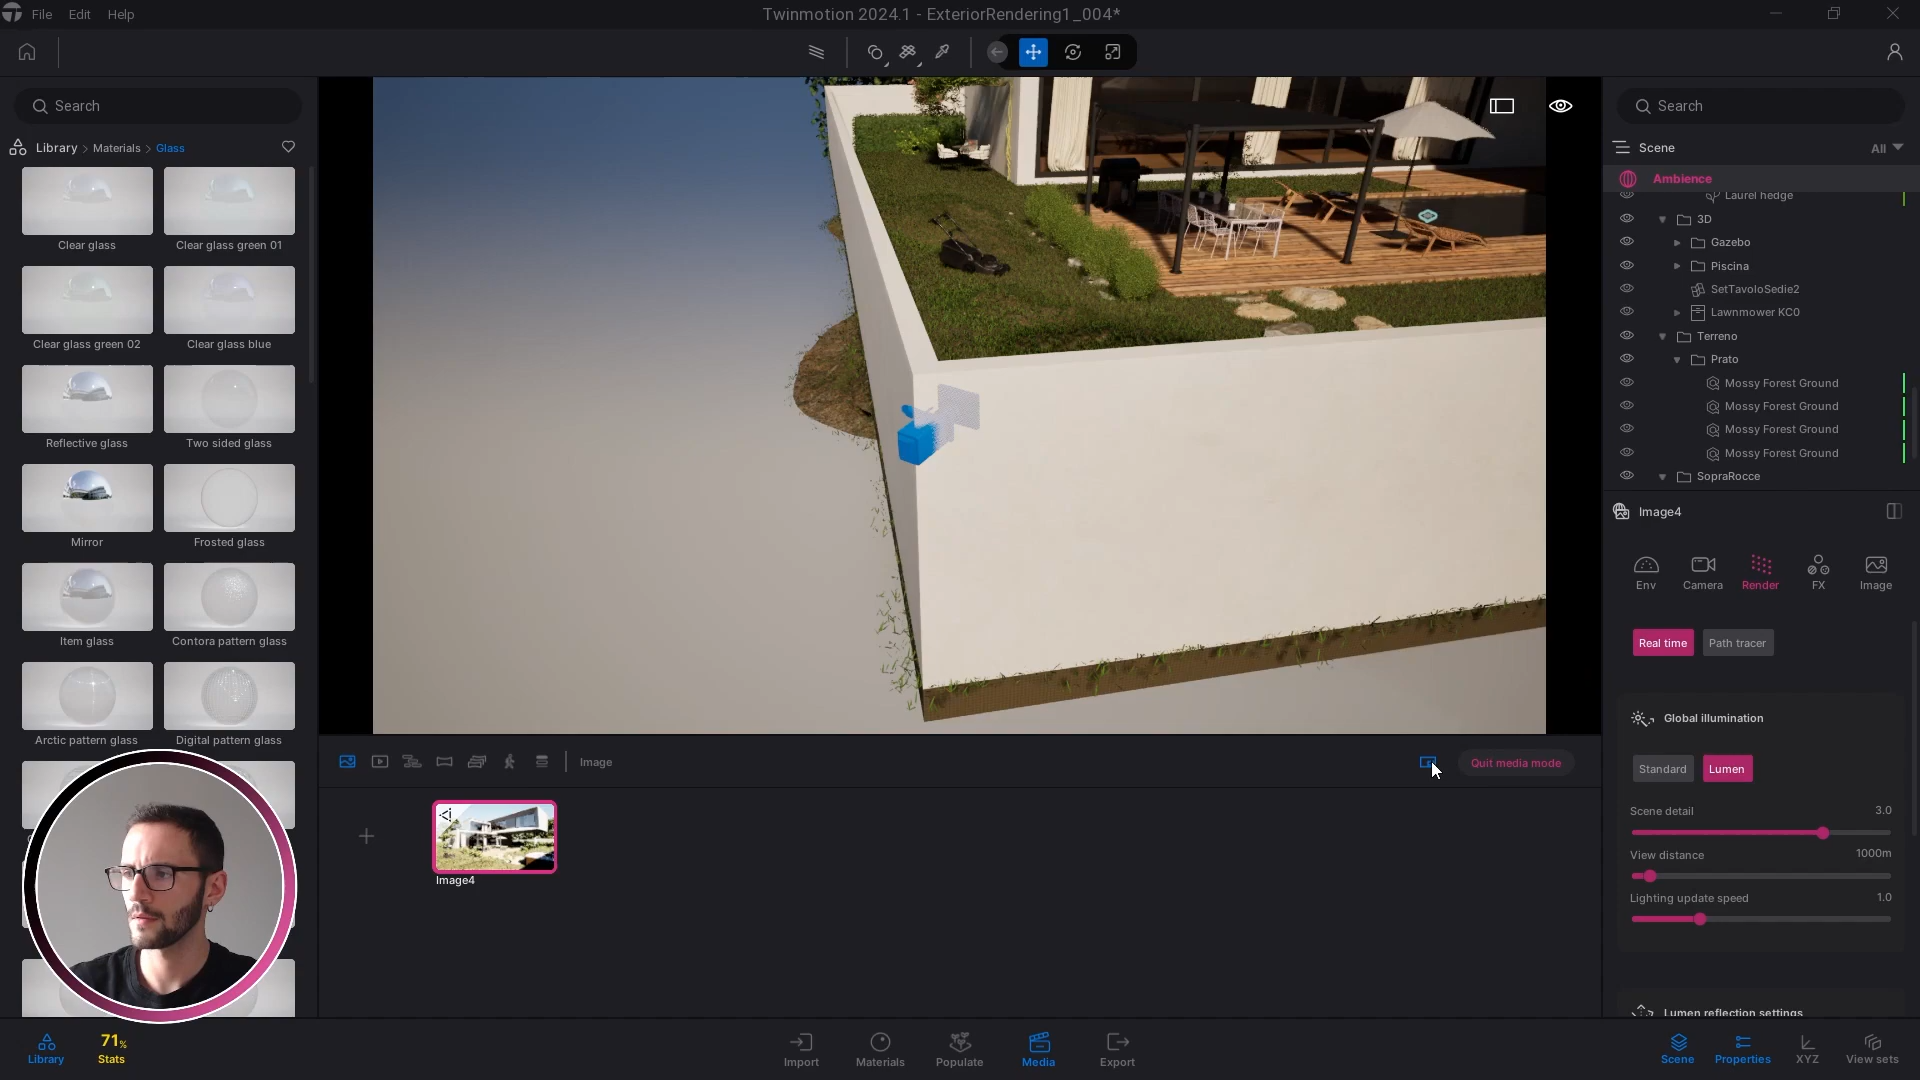 File Edit Help
Twinmotion 2024.1 - ExteriorRendering1_004*
Search
Library > Materials > Glass
Clear glass
Clear glass green 01
Clear glass green 02
Clear glass blue
Reflective glass
Two sided glass
Mirror
Frosted glass
Item glass
Contora pattern glass
Arctic pattern glass
Digital pattern glass
Image
Quit media mode
Image4
Search
Scene
All
Ambience
Laurel hedge
3D
Gazebo
Piscina
SetTavoloSedie2
Lawnmower KC0
Terreno
Prato
Mossy Forest Ground
Mossy Forest Ground
Mossy Forest Ground
Mossy Forest Ground
SopraRocce
Image4
Env Camera Render FX Image
Real time Path tracer
Global illumination
Standard Lumen
Scene detail 3.0
View distance 1000m
Lighting update speed 1.0
Lumen reflection settings
Library
71%
Stats
Import
Materials
Populate
Media
Export
Scene
Properties
XYZ
View sets